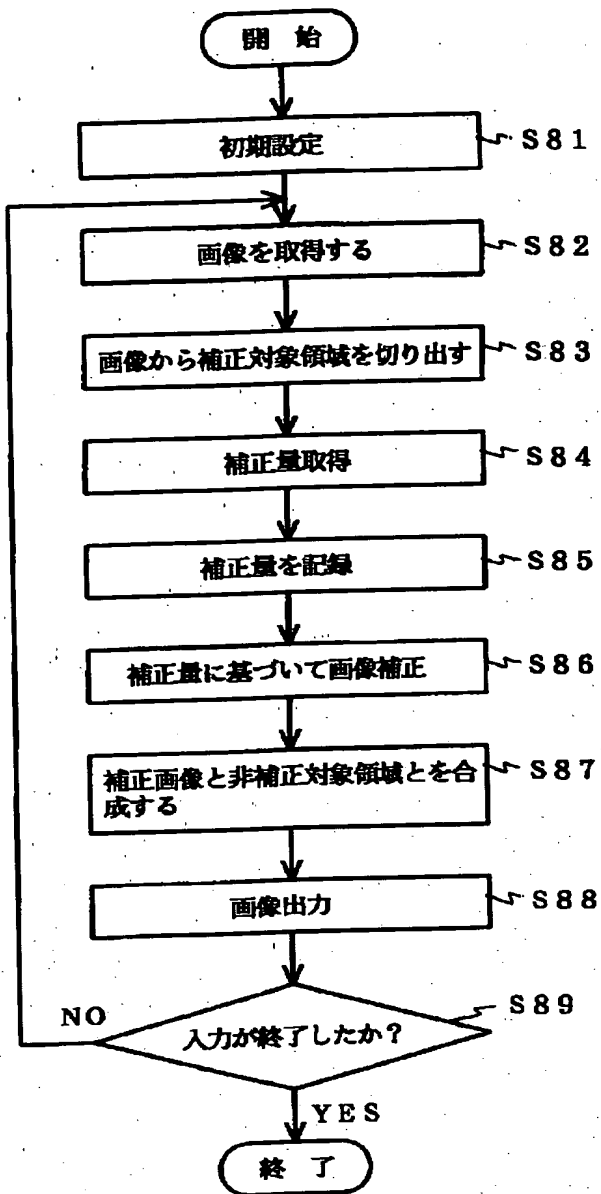 開 始
初期設定
S81
画像を取得する
S82
画像から補正対象領域を切り出す
S83
補正量取得
S84
補正量を記録
S85
補正量に基づいて画像補正
S86
補正画像と非補正対象領域とを合
成する
S87
画像出力
S88
入力が終了したか?
S89
NO
YES
終 了